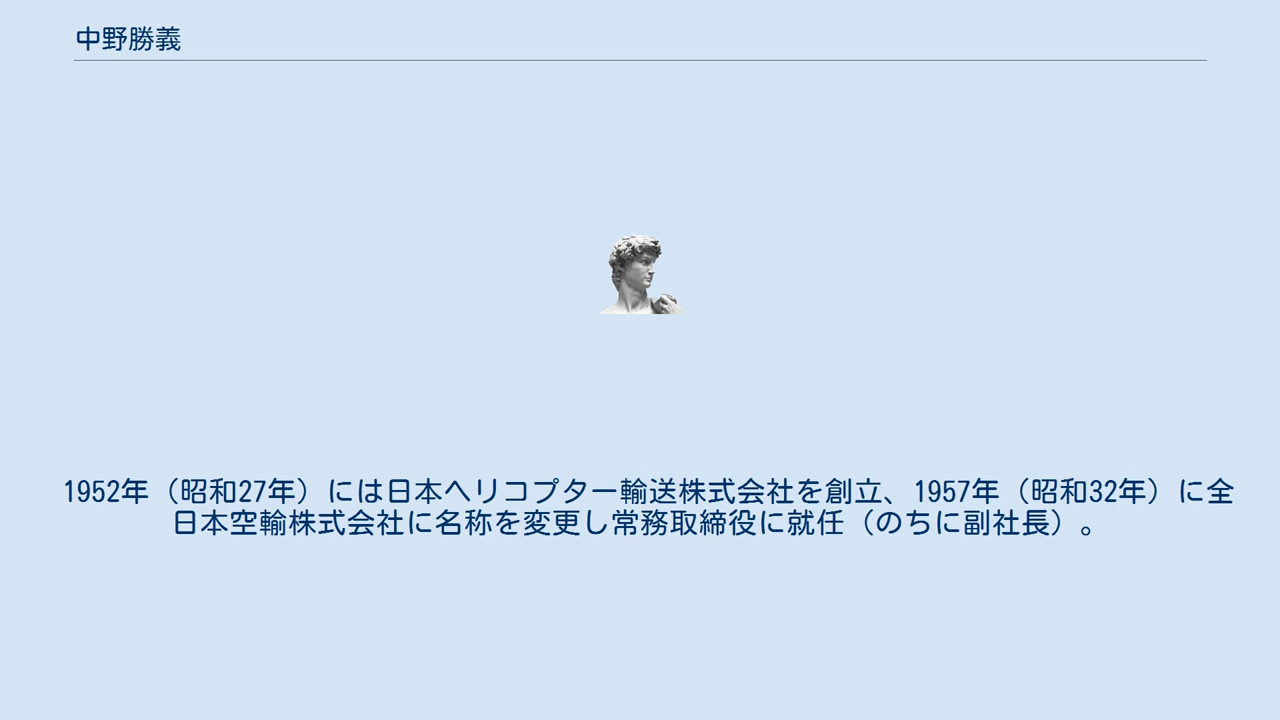 中野勝義
1952年（昭和27年）には日本ヘリコプター輸送株式会社を創立、1957年（昭和32年）に全
日本空輸株式会社に名称を変更し常務取締役に就任（のちに副社長）。